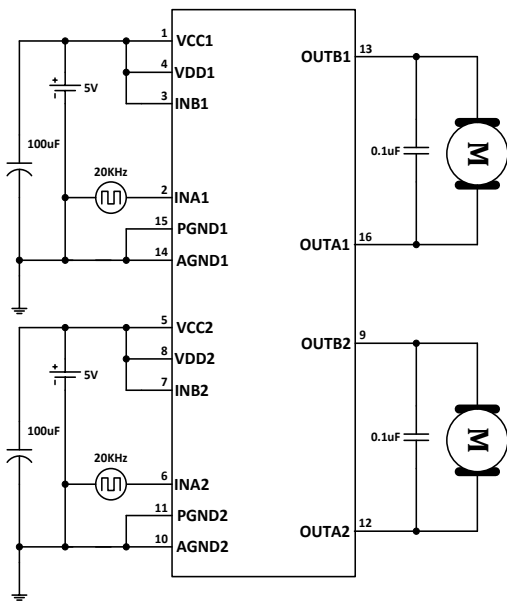 1 VCC1
4 VDD1
3 INB1
5V
100uF
20KHz
2 INA1
15 PGND1
14 AGND1
OUTB1 13
0.1uF
M
OUTA1 16
5 VCC2
8 VDD2
7 INB2
5V
100uF
20KHz
6 INA2
11 PGND2
10 AGND2
OUTB2 9
0.1uF
M
OUTA2 12